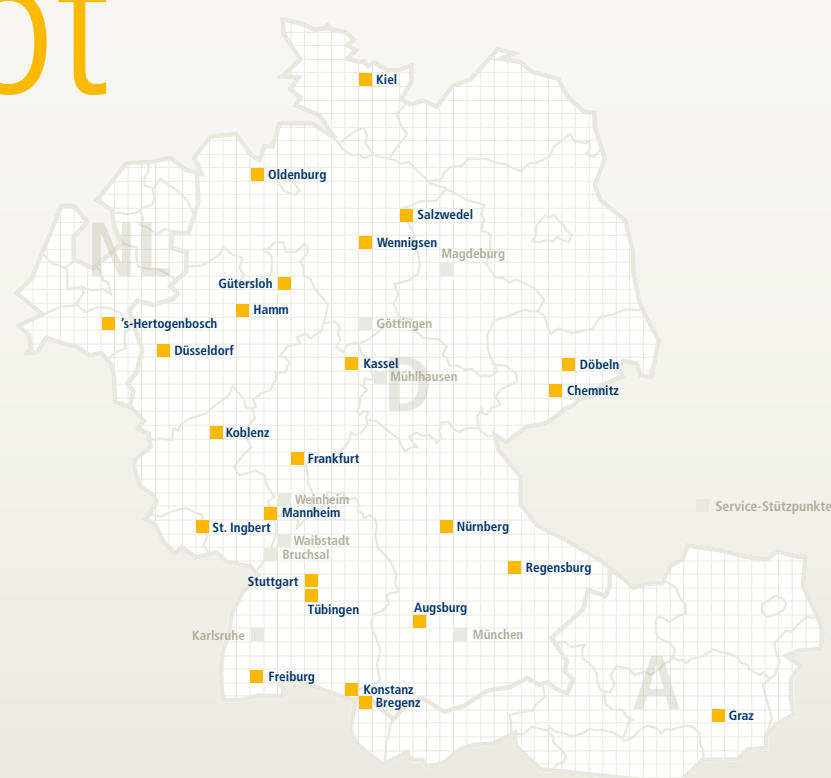 pt
Kiel
Oldenburg
Salzwedel
NL
Wennigsen
Magdeburg
Gütersloh
Hamm
's-Hertogenbosch
Göttingen
Düsseldorf
Kassel
Döbeln
Mühlhausen
D
Chemnitz
Koblenz
Frankfurt
Weinheim
Service-Stützpunkte
Mannheim
St. Ingbert
Nürnberg
Waibstadt
Bruchsal
Regensburg
Stuttgart
Tübingen
Augsburg
Karlsruhe
München
Freiburg
A
Konstanz
Bregenz
Graz